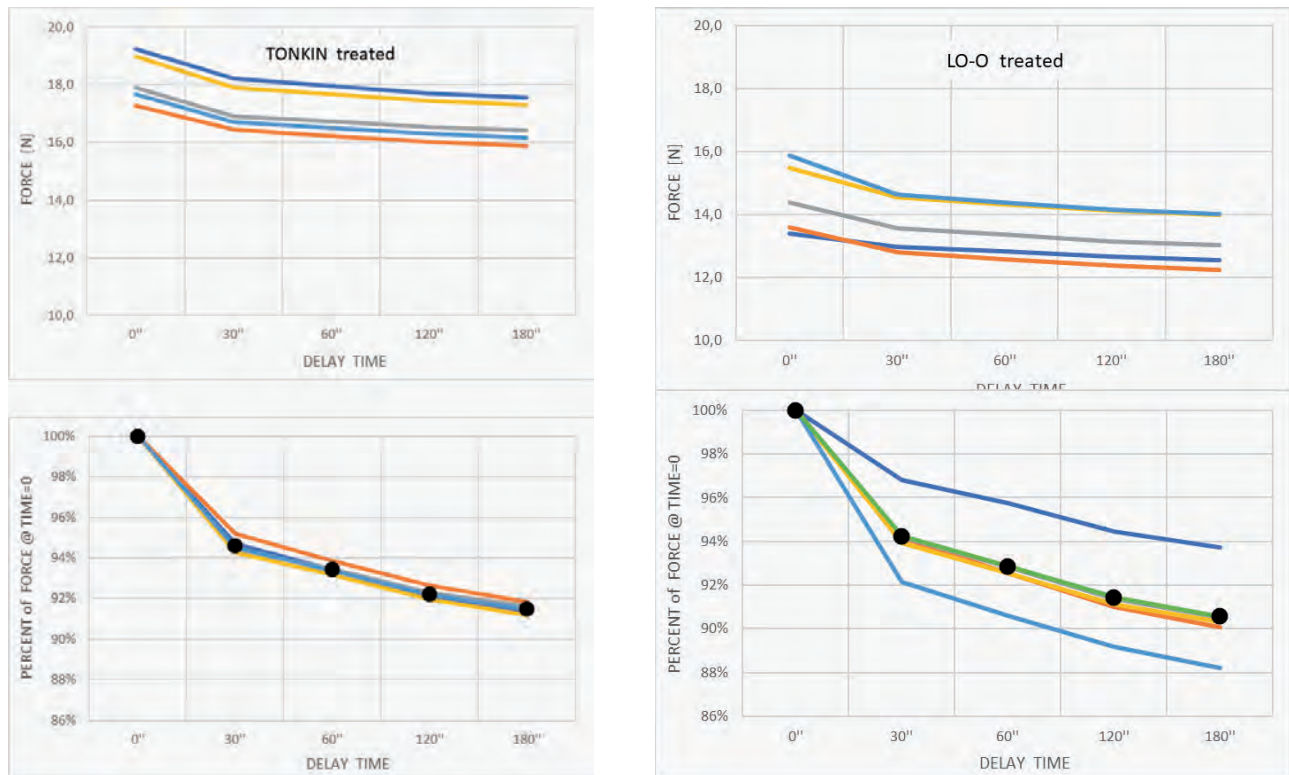 TONKIN treated
FORCE [N]
20,0
18,0
16,0
14,0
12,0
10,0
0" 30" 60" 120" 180"
DELAY TIME
LO-O treated
FORCE [N]
20,0
18,0
16,0
14,0
12,0
10,0
0" 30" 60" 120" 180"
DELAY TIME
PERCENT of FORCE @ TIME=0
100%
98%
96%
94%
92%
90%
88%
86%
0" 30" 60" 120" 180"
DELAY TIME
PERCENT of FORCE @ TIME=0
100%
98%
96%
94%
92%
90%
88%
86%
0" 30" 60" 120" 180"
DELAY TIME